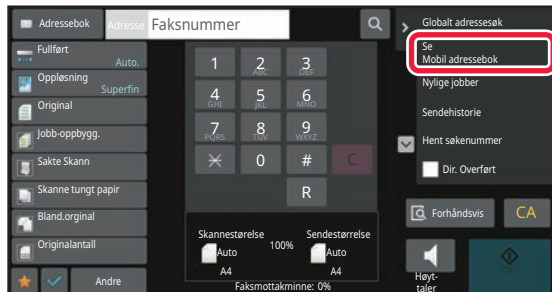 Adressebok
Adresse
Faksnummer
Globalt adressesøk
Se
Mobil adressebok
Nylige jobber
Sendehistorie
Hent søkenummer
Dir. Overført
Forhåndsvis
CA
Høyt-
taler
Fullført
Auto.
Oppløsning
Superfin
Original
Jobb-oppbygg.
Sakte Skann
Skanne tungt papir
Bland.orginal
Originalantall
Andre
1
2
ABC
3
DEF
4
GHI
5
JKL
6
MNO
7
PQRS
8
TUV
9
WXYZ
0
#
C
R
Skannestørelse
100%
Sendestørrelse
Auto
A4
Auto
A4
Faksmottakminne: 0%